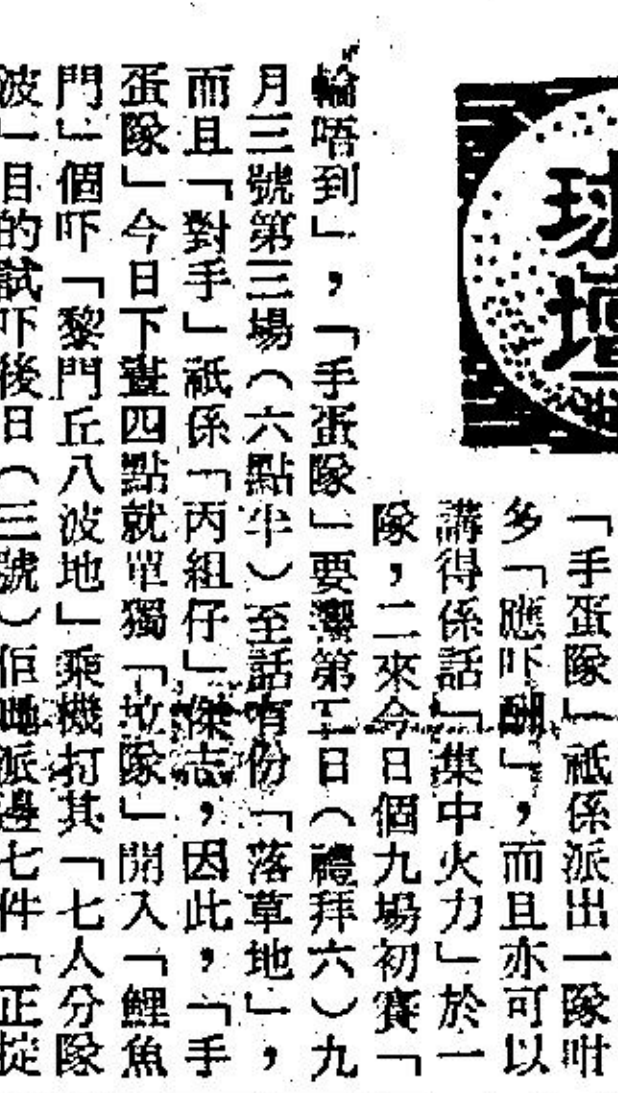 球壇
「手蛋隊」祗係派出一隊咁
多「應吓酬」，而且亦可以
講得係話「集中火力」於一
隊，二來今日個九場初賽「
輪唔到」，「手蛋隊」要響第二日（禮拜六）九
月三號第三場（六點半）至話有份「落草地」，
而且「對手」祗係「丙組仔」傑志，因此，「手
蛋隊」今日下晝四點就單獨「垃隊」開入「鯉魚
門」個吓「黎門丘八波地」乘機打其「七人分隊
波」目的試吓後日（三號）佢哋派邊七件「正掟